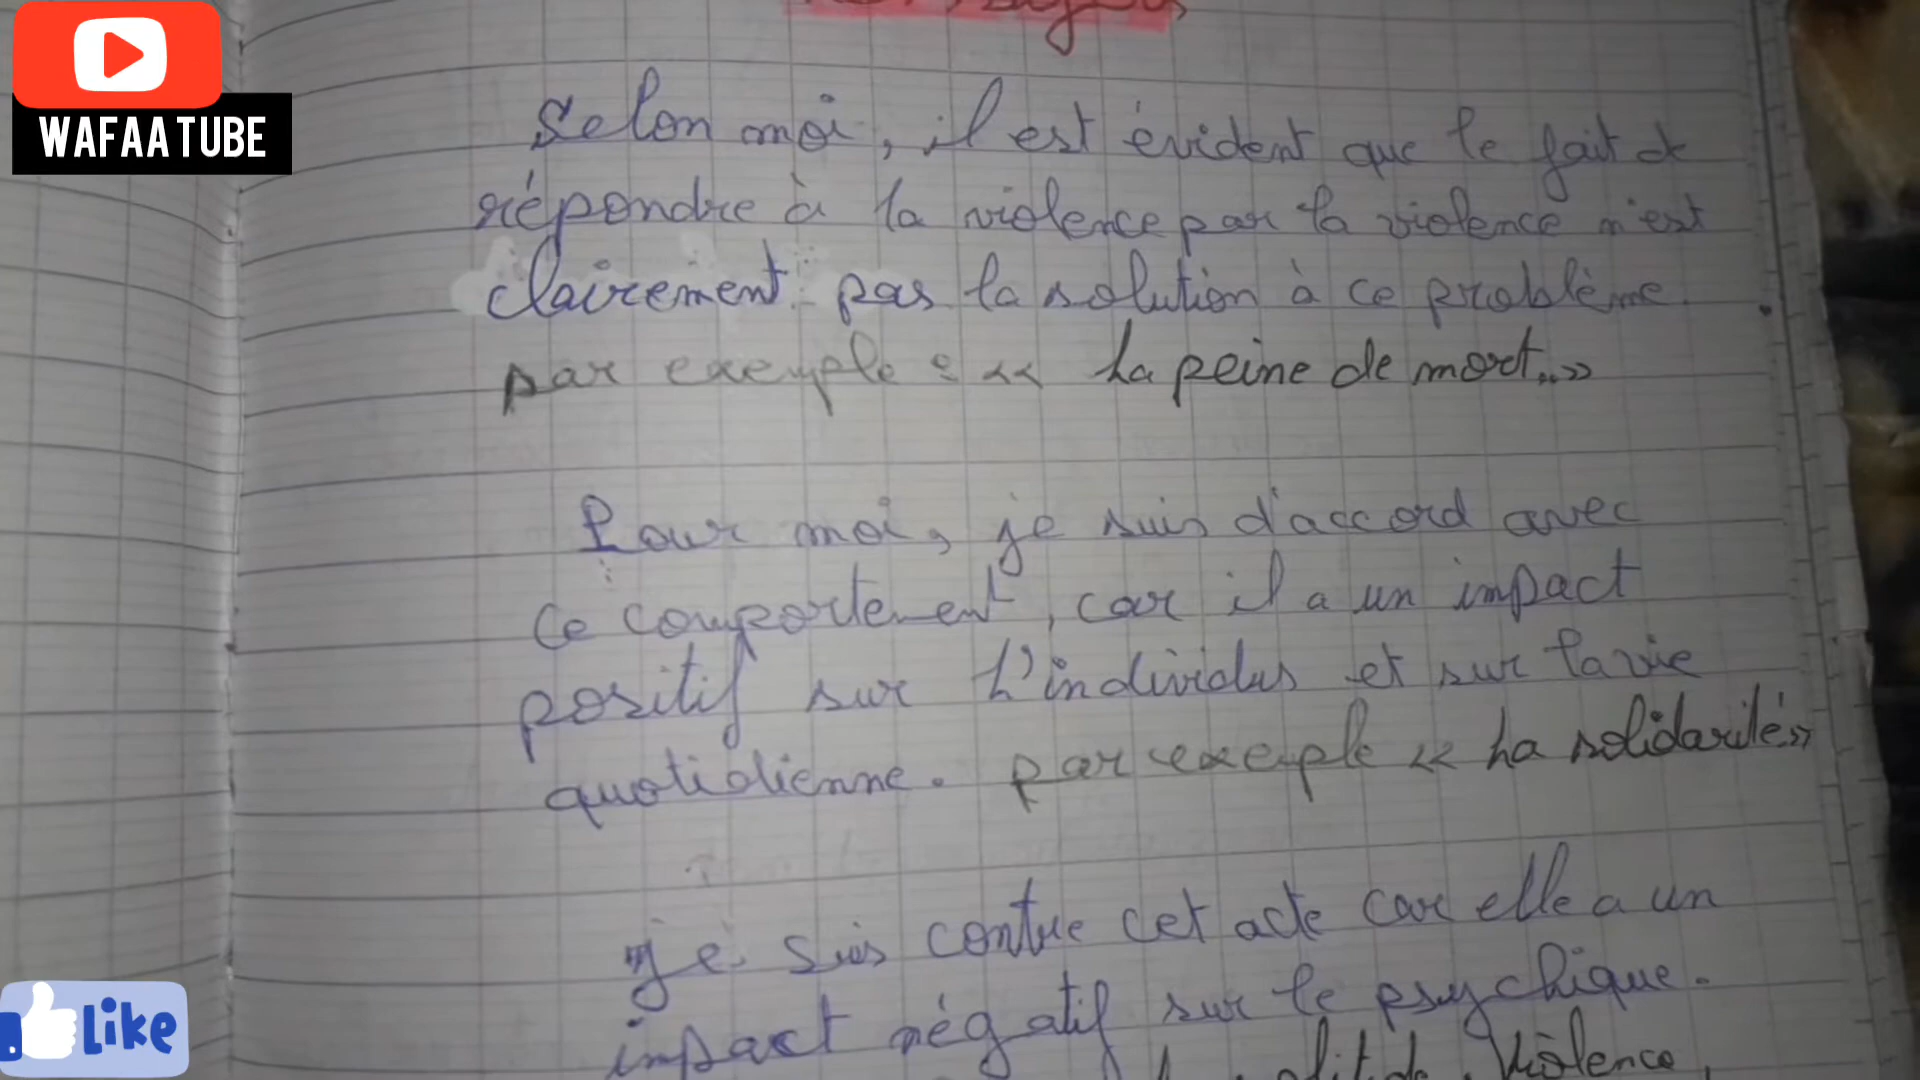 WAFAA TUBE
Selon moi, il est évident que le fait de
répondre à la violence par la violence n'est
clairement pas la solution à ce problème.
par exemple : << La peine de mort..>>
Pour moi, je suis d'accord avec
ce comportement, car il a un impact
positif sur l'individus et sur la vie
quotidienne. par exemple << La solidarité>>
je suis contre cet acte car elle a un
impact négatif sur le psychique.
Violence,
Like